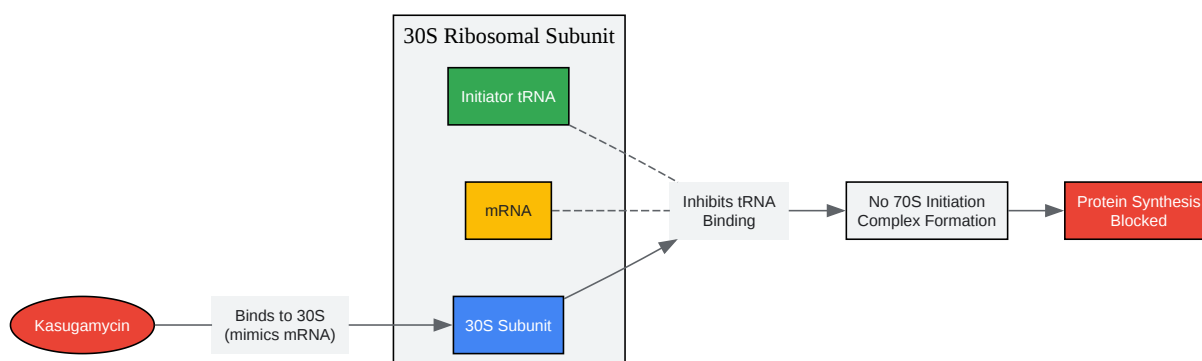 30S Ribosomal Subunit
Initiator tRNA
mRNA
Inhibits tRNA
Binding
No 70S Initiation
Complex Formation
Protein Synthesis
Blocked
Kasugamycin
Binds to 30S
(mimics mRNA)
30S Subunit